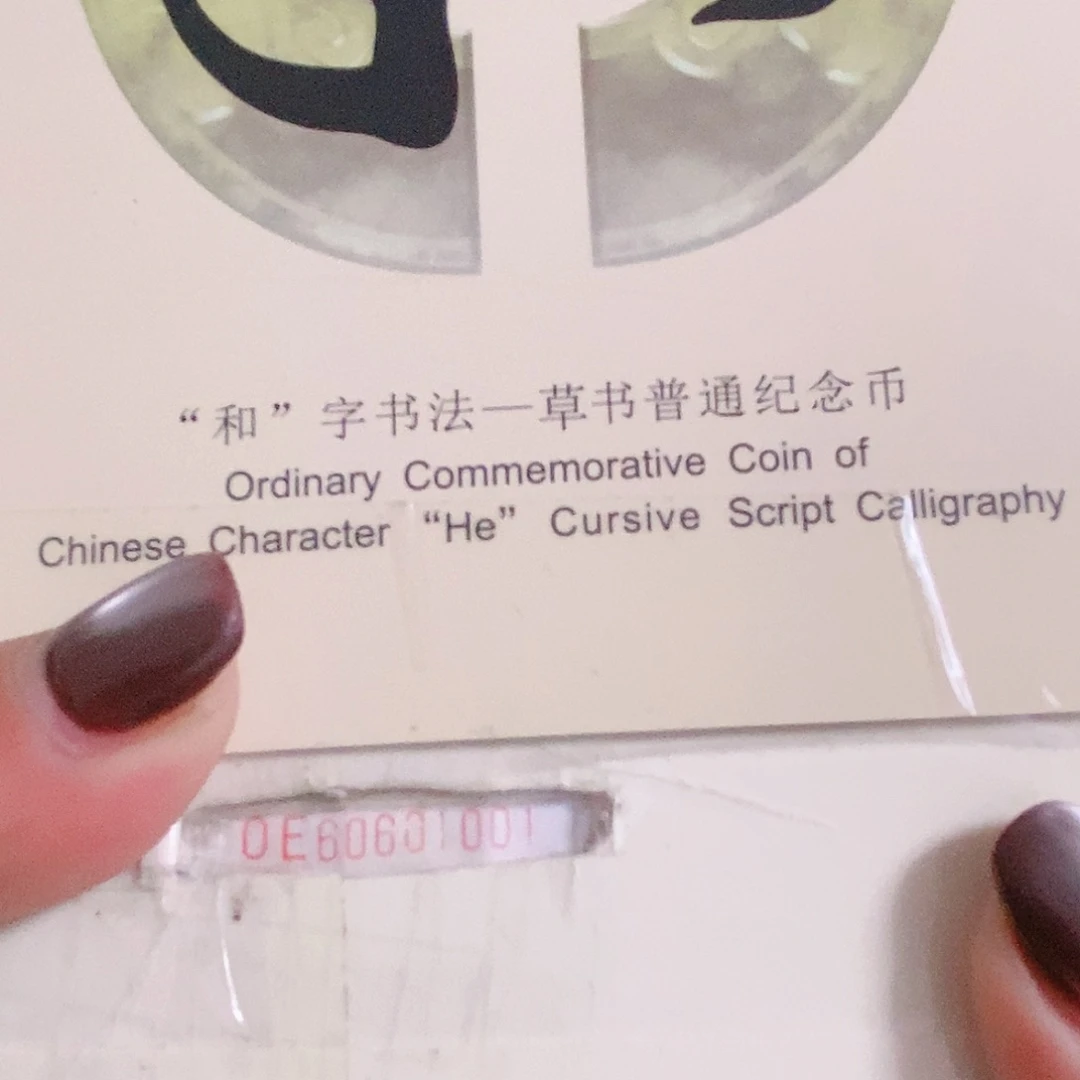 “和”字书法—草书普通纪念币
Ordinary Commemorative Coin of
Chinese Character “He” Cursive Script Calligraphy
OE60601001